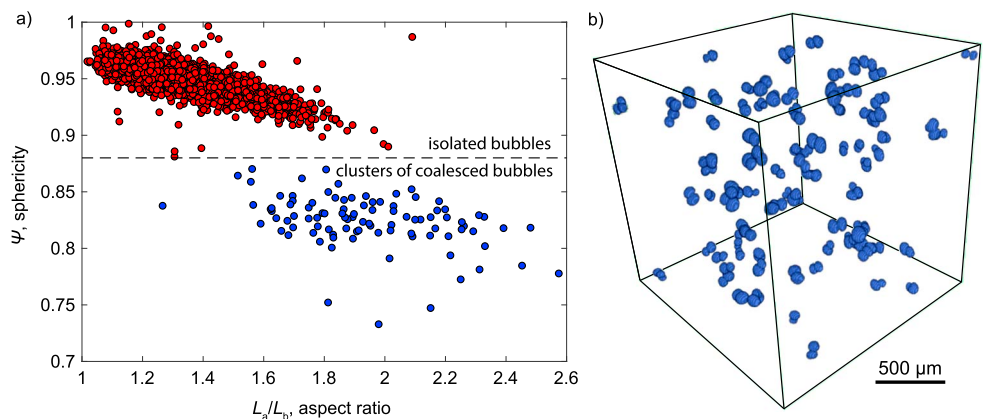 a)
1
0.95
0.9
0.85
0.8
0.75
0.7
Ψ, sphericity
isolated bubbles
clusters of coalesced bubbles
1
1.2
1.4
1.6
1.8
2
2.2
2.4
2.6
Lₐ/L_b, aspect ratio
b)
500 μm